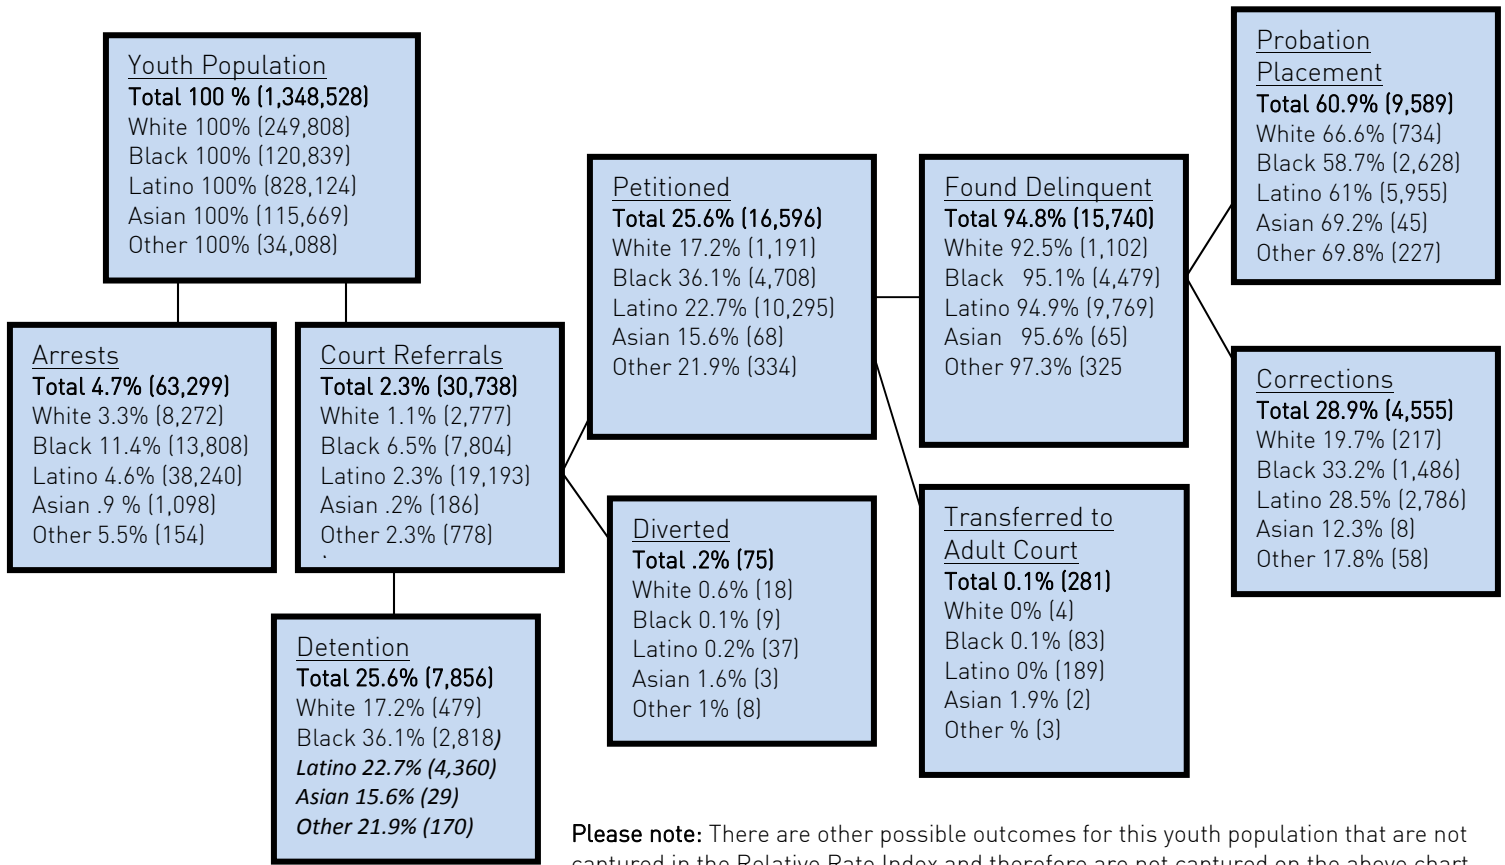 Youth Population
Total 100 % (1,348,528)
White 100% (249,808)
Black 100% (120,839)
Latino 100% (828,124)
Asian 100% (115,669)
Other 100% (34,088)
Arrests
Total 4.7% (63,299)
White 3.3% (8,272)
Black 11.4% (13,808)
Latino 4.6% (38,240)
Asian .9 % (1,098)
Other 5.5% (154)
Court Referrals
Total 2.3% (30,738)
White 1.1% (2,777)
Black 6.5% (7,804)
Latino 2.3% (19,193)
Asian .2% (186)
Other 2.3% (778)
Detention
Total 25.6% (7,856)
White 17.2% (479)
Black 36.1% (2,818)
Latino 22.7% (4,360)
Asian 15.6% (29)
Other 21.9% (170)
Petitioned
Total 25.6% (16,596)
White 17.2% (1,191)
Black 36.1% (4,708)
Latino 22.7% (10,295)
Asian 15.6% (68)
Other 21.9% (334)
Diverted
Total .2% (75)
White 0.6% (18)
Black 0.1% (9)
Latino 0.2% (37)
Asian 1.6% (3)
Other 1% (8)
Found Delinquent
Total 94.8% (15,740)
White 92.5% (1,102)
Black 95.1% (4,479)
Latino 94.9% (9,769)
Asian 95.6% (65)
Other 97.3% (325
Transferred to
Adult Court
Total 0.1% (281)
White 0% (4)
Black 0.1% (83)
Latino 0% (189)
Asian 1.9% (2)
Other % (3)
Probation
Placement
Total 60.9% (9,589)
White 66.6% (734)
Black 58.7% (2,628)
Latino 61% (5,955)
Asian 69.2% (45)
Other 69.8% (227)
Corrections
Total 28.9% (4,555)
White 19.7% (217)
Black 33.2% (1,486)
Latino 28.5% (2,786)
Asian 12.3% (8)
Other 17.8% (58)
Please note: There are other possible outcomes for this youth population that are not
captured in the Relative Rate Index and therefore are not captured on the above chart